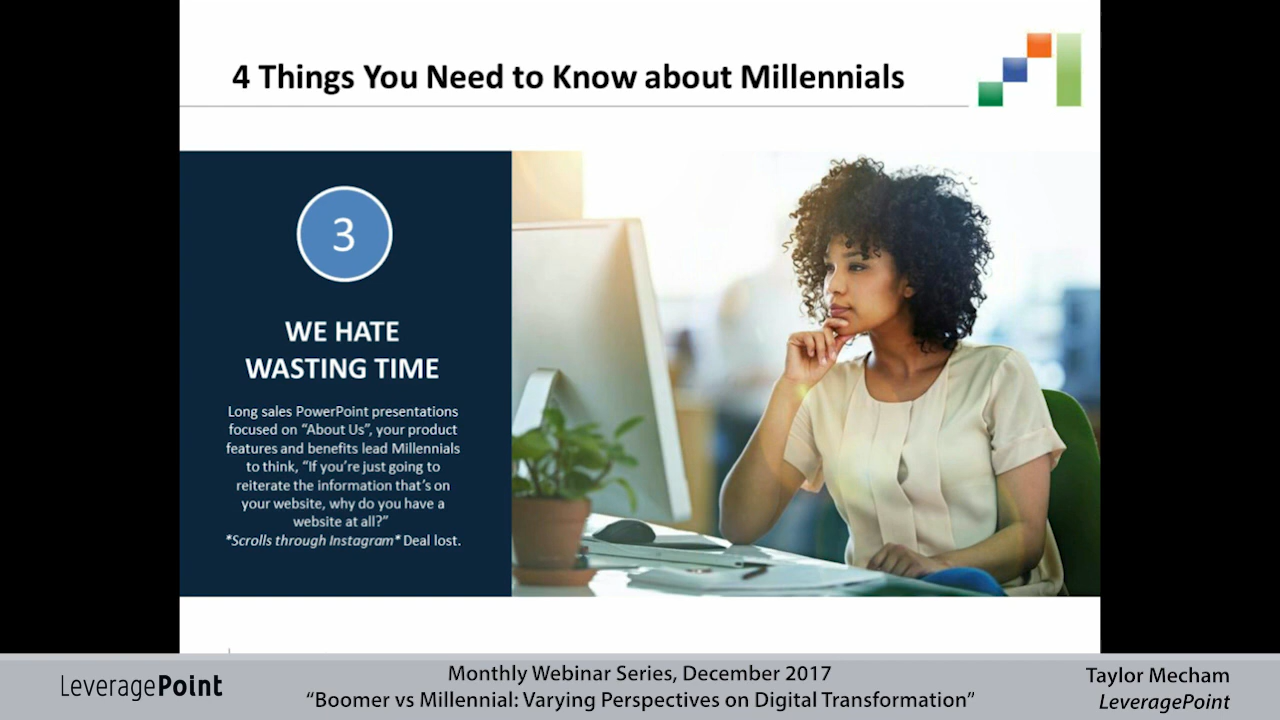 4 Things You Need to Know about Millennials
3
WE HATE
WASTING TIME
Long sales PowerPoint presentations
focused on “About Us”, your product
features and benefits lead Millennials
to think, “If you’re just going to
reiterate the information that’s on
your website, why do you have a
website at all?”
*Scrolls through Instagram* Deal lost.
LeveragePoint
Monthly Webinar Series, December 2017
“Boomer vs Millennial: Varying Perspectives on Digital Transformation”
Taylor Mecham
LeveragePoint